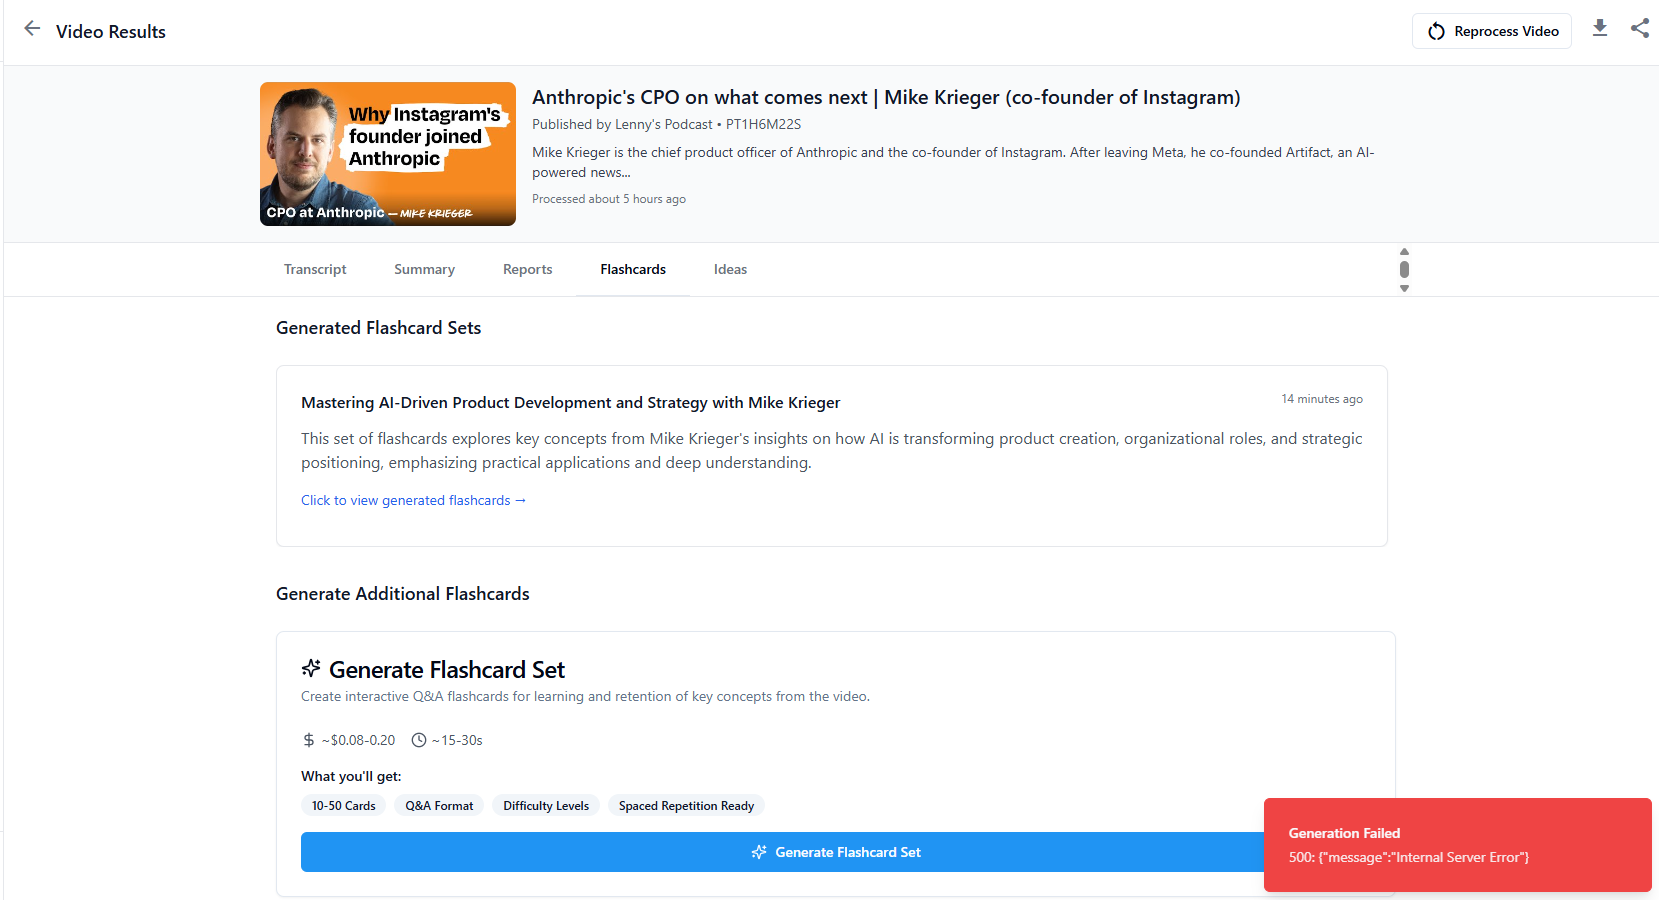 Video Results
Reprocess Video
Why Instagram's
founder joined
Anthropic
CPO at Anthropic — MIKE KRIEGER
Anthropic's CPO on what comes next | Mike Krieger (co-founder of Instagram)
Published by Lenny's Podcast • PT1H6M22S
Mike Krieger is the chief product officer of Anthropic and the co-founder of Instagram. After leaving Meta, he co-founded Artifact, an AI-
powered news...
Processed about 5 hours ago
Transcript
Summary
Reports
Flashcards
Ideas
Generated Flashcard Sets
Mastering AI-Driven Product Development and Strategy with Mike Krieger
14 minutes ago
This set of flashcards explores key concepts from Mike Krieger's insights on how AI is transforming product creation, organizational roles, and strategic
positioning, emphasizing practical applications and deep understanding.
Click to view generated flashcards →
Generate Additional Flashcards
Generate Flashcard Set
Create interactive Q&A flashcards for learning and retention of key concepts from the video.
$ ~$0.08-0.20
~15-30s
What you'll get:
10-50 Cards
Q&A Format
Difficulty Levels
Spaced Repetition Ready
Generate Flashcard Set
Generation Failed
500: {"message":"Internal Server Error"}